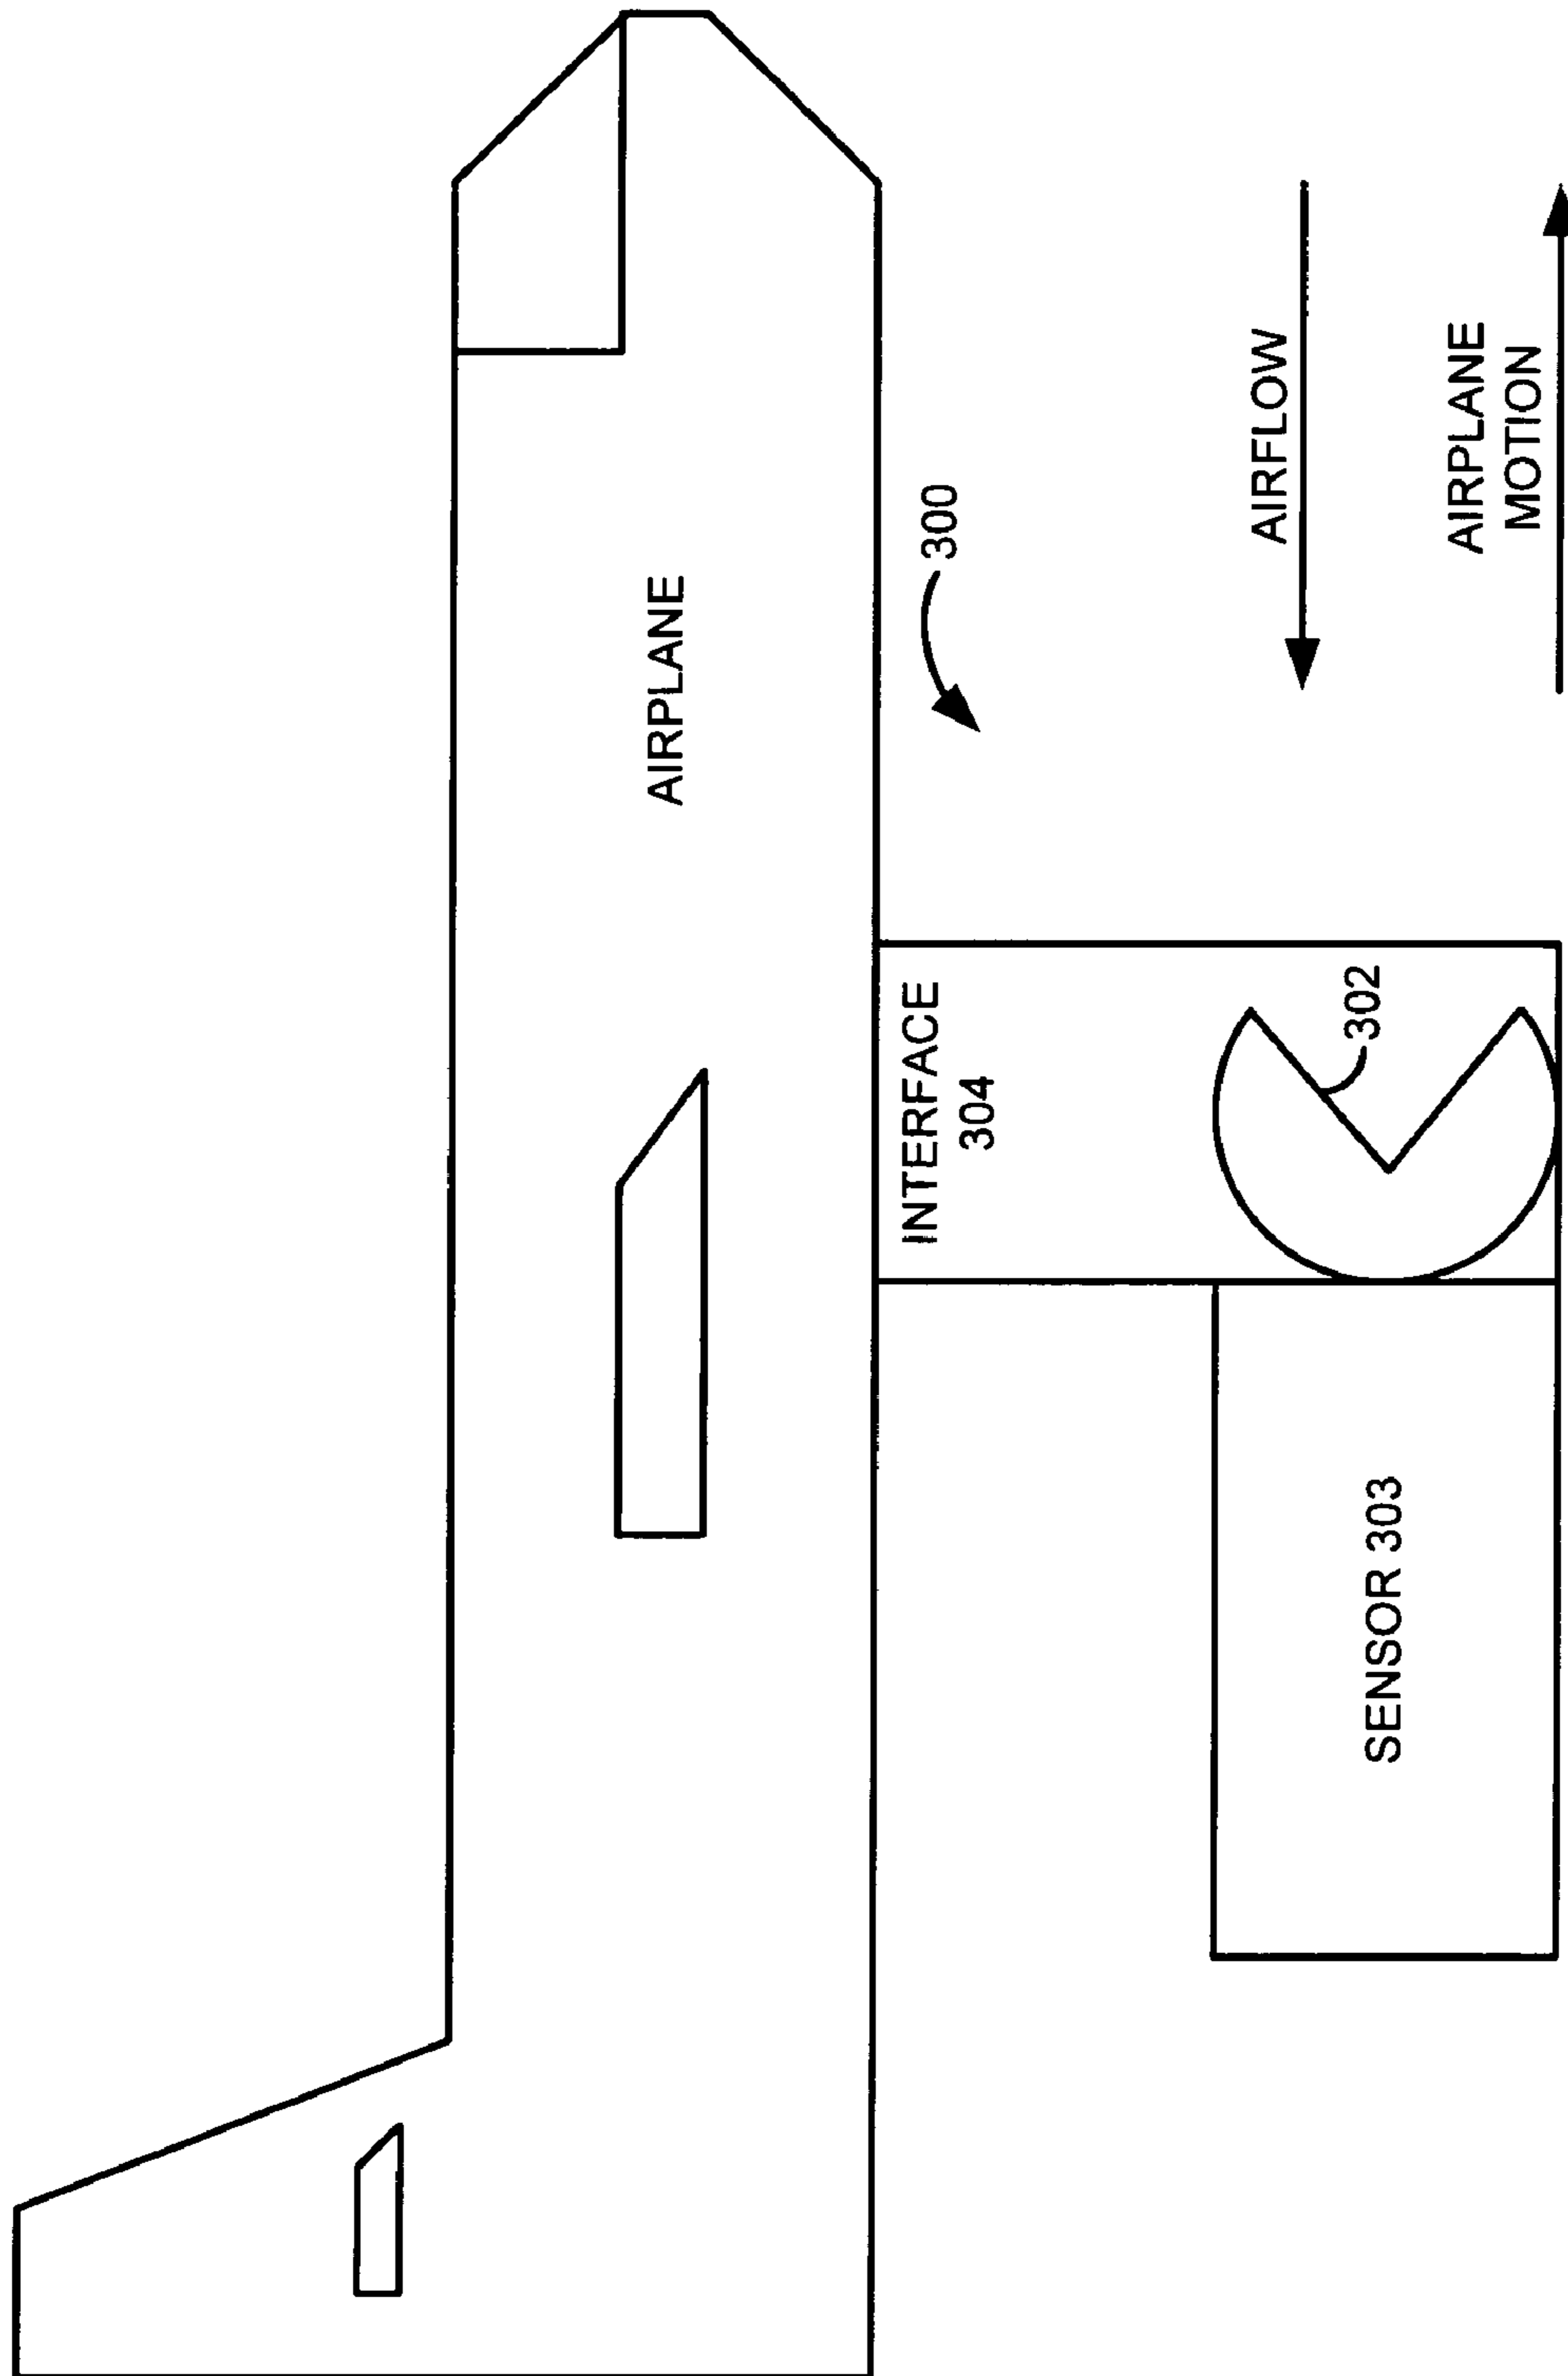 AIRPLANE
300
INTERFACE
304
302
SENSOR 303
AIRFLOW
AIRPLANE
MOTION